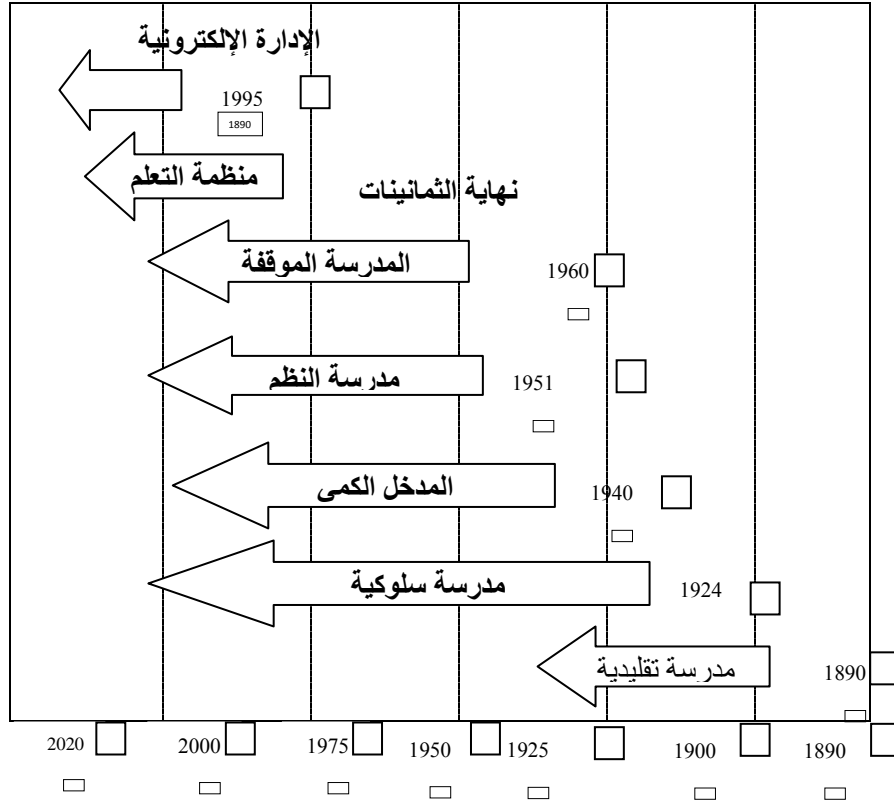 الإدارة الإلكترونية
1995
1890
منظمة التعلم
نهاية الثمانينات
المدرسة الموقفة
1960
مدرسة النظم
1951
المدخل الكمى
1940
مدرسة سلوكية
1924
مدرسة تقليدية
1890
1890 1900 1925 1950 1975 2000 2020